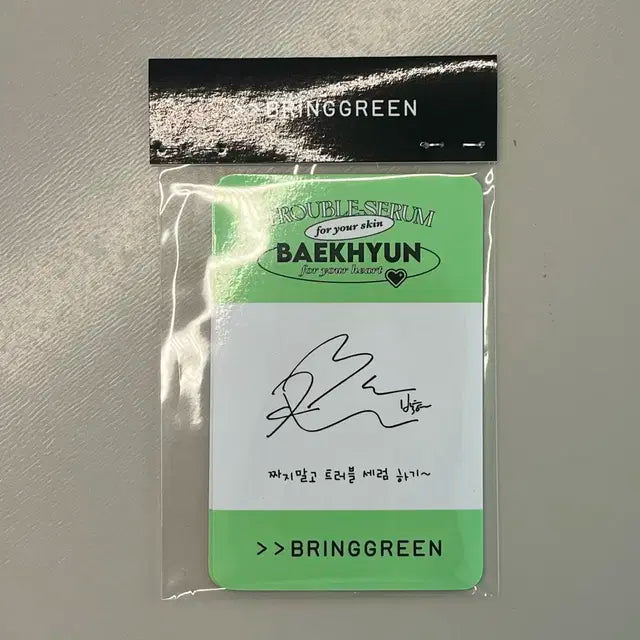 >>BRINGGREEN
TROUBLE-SERUM
for your skin
BAEKHYUN
for your heart
짜지말고 트러블 세럼 하기~
>>BRINGGREEN